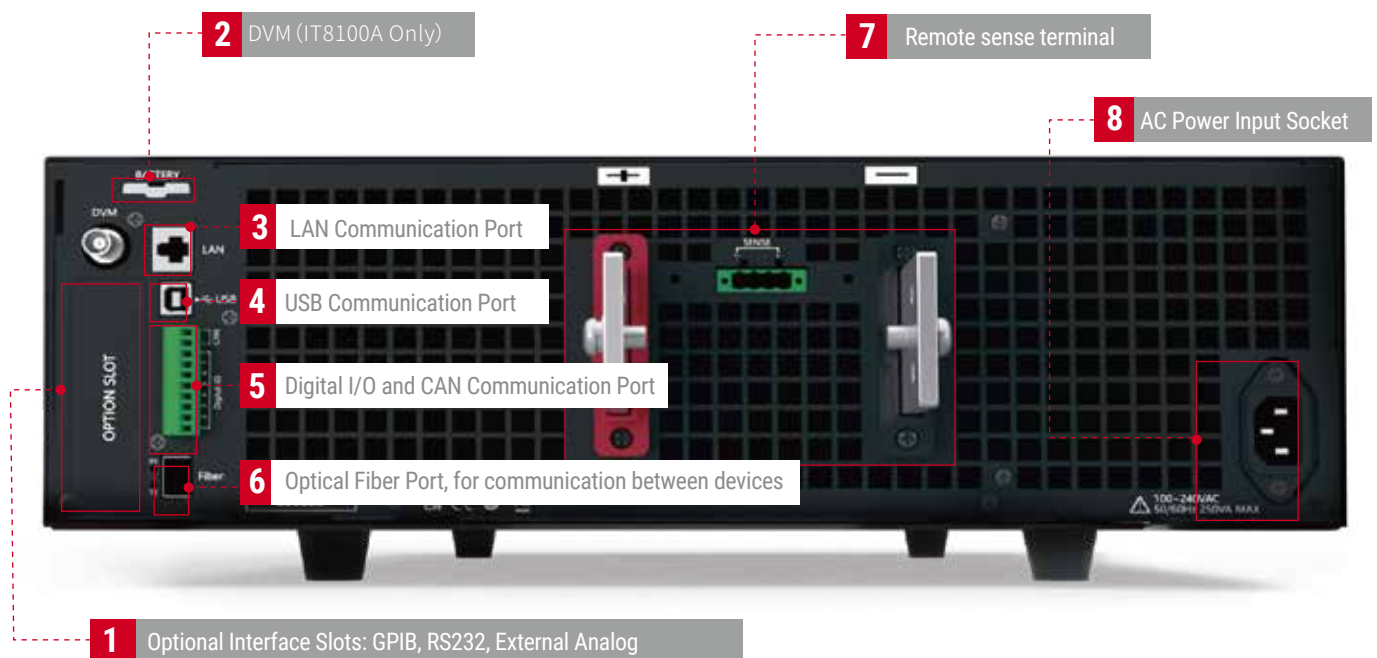 2 DVM (IT8100A Only)
7 Remote sense terminal
8 AC Power Input Socket
BATTERY
DVM
3 LAN Communication Port
LAN
SENSE
4 USB Communication Port
USB
CAN
OPTION SLOT
5 Digital I/O and CAN Communication Port
Digital IO
6 Optical Fiber Port, for communication between devices
Fiber
100-240VAC
50/60Hz 250VA MAX
1 Optional Interface Slots: GPIB, RS232, External Analog